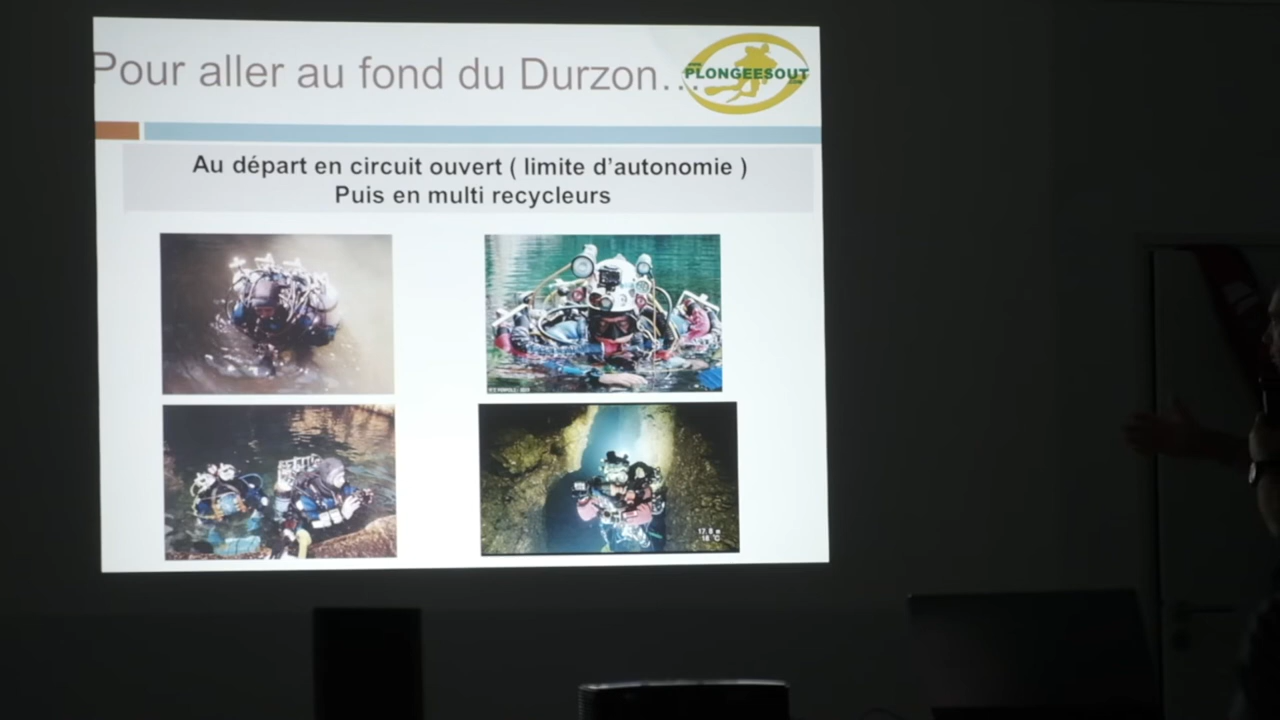 Pour aller au fond du Durzon...
PLONGEESOUT
Au départ en circuit ouvert ( limite d'autonomie )
Puis en multi recycleurs